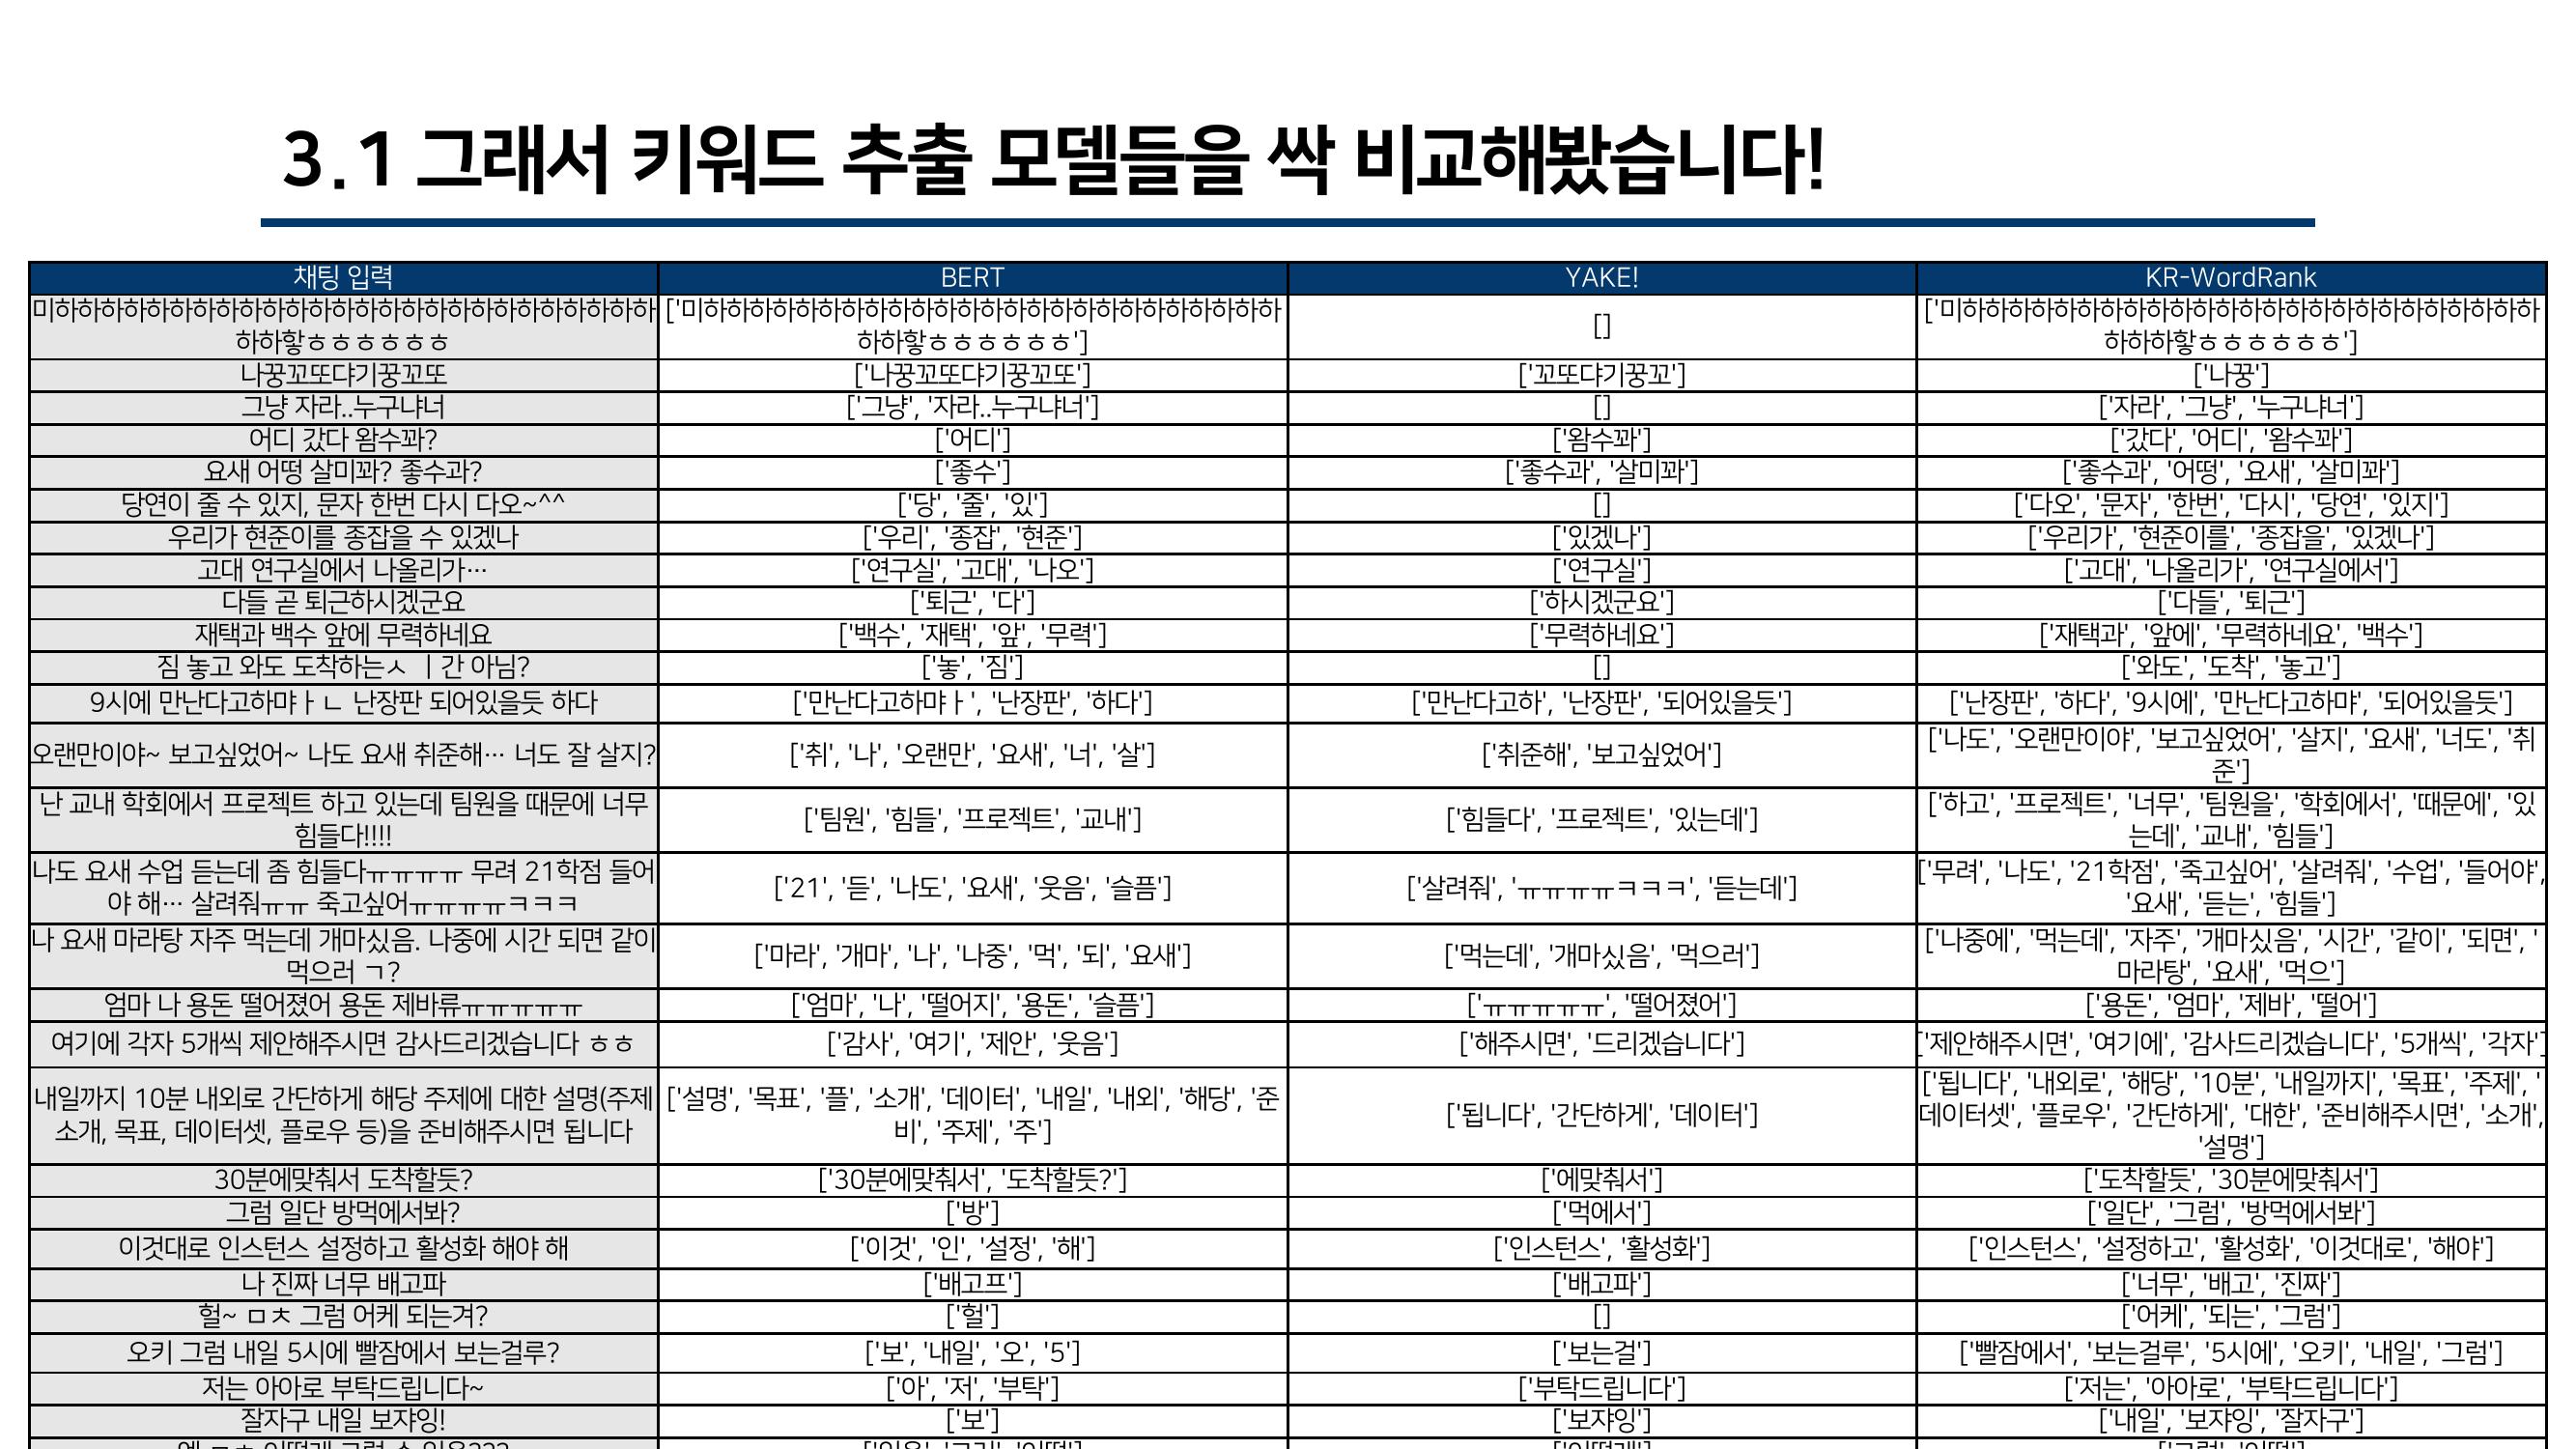 3.1 그래서 키워드 추출 모델들을 싹 비교해봤습니다!
채팅 입력 BERT YAKE! KR-WordRank
미하하하하하하하하하하하하하하하하하하하하하하하하하하 ['미하하하하하하하하하하하하하하하하하하하하하하하하하 [] ['미하하하하하하하하하하하하하하하하하하하하하하하하하하
하하핳ㅎㅎㅎㅎㅎㅎ 하하핳ㅎㅎㅎㅎㅎㅎ'] 하하하핳ㅎㅎㅎㅎㅎㅎ']
나꿍꼬또댜기꿍꼬또 ['나꿍꼬또댜기꿍꼬또'] ['꼬또댜기꿍꼬'] ['나꿍']
그냥 자라..누구냐너 ['그냥', '자라..누구냐너'] [] ['자라', '그냥', '누구냐너']
어디 갔다 왐수꽈? ['어디'] ['왐수꽈'] ['갔다', '어디', '왐수꽈']
요새 어떵 살미꽈? 좋수과? ['좋수'] ['좋수과', '살미꽈'] ['좋수과', '어떵', '요새', '살미꽈']
당연이 줄 수 있지, 문자 한번 다시 다오~^^ ['당', '줄', '있'] [] ['다오', '문자', '한번', '다시', '당연', '있지']
우리가 현준이를 종잡을 수 있겠나 ['우리', '종잡', '현준'] ['있겠나'] ['우리가', '현준이를', '종잡을', '있겠나']
고대 연구실에서 나올리가… ['연구실', '고대', '나오'] ['연구실'] ['고대', '나올리가', '연구실에서']
다들 곧 퇴근하시겠군요 ['퇴근', '다'] ['하시겠군요'] ['다들', '퇴근']
재택과 백수 앞에 무력하네요 ['백수', '재택', '앞', '무력'] ['무력하네요'] ['재택과', '앞에', '무력하네요', '백수']
짐 놓고 와도 도착하는ㅅ ㅣ간 아님? ['놓', '짐'] [] ['와도', '도착', '놓고']
9시에 만난다고하먀ㅏㄴ 난장판 되어있을듯 하다 ['만난다고하먀ㅏ', '난장판', '하다'] ['만난다고하', '난장판', '되어있을듯'] ['난장판', '하다', '9시에', '만난다고하먀', '되어있을듯']
오랜만이야~ 보고싶었어~ 나도 요새 취준해… 너도 잘 살지? ['취', '나', '오랜만', '요새', '너', '살'] ['취준해', '보고싶었어'] ['나도', '오랜만이야', '보고싶었어', '살지', '요새', '너도', '취
준']
난 교내 학회에서 프로젝트 하고 있는데 팀원을 때문에 너무 ['팀원', '힘들', '프로젝트', '교내'] ['힘들다', '프로젝트', '있는데'] ['하고', '프로젝트', '너무', '팀원을', '학회에서', '때문에', '있
힘들다!!!! 는데', '교내', '힘들']
나도 요새 수업 듣는데 좀 힘들다ㅠㅠㅠㅠ 무려 21학점 들어 ['21', '듣', '나도', '요새', '웃음', '슬픔'] ['살려줘', 'ㅠㅠㅠㅠㅋㅋㅋ', '듣는데'] ['무려', '나도', '21학점', '죽고싶어', '살려줘', '수업', '들어야',
야 해… 살려줘ㅠㅠ 죽고싶어ㅠㅠㅠㅠㅋㅋㅋ '요새', '듣는', '힘들']
나 요새 마라탕 자주 먹는데 개마싰음. 나중에 시간 되면 같이 ['마라', '개마', '나', '나중', '먹', '되', '요새'] ['먹는데', '개마싰음', '먹으러'] ['나중에', '먹는데', '자주', '개마싰음', '시간', '같이', '되면', '
먹으러 ㄱ? 마라탕', '요새', '먹으']
엄마 나 용돈 떨어졌어 용돈 제바류ㅠㅠㅠㅠㅠ ['엄마', '나', '떨어지', '용돈', '슬픔'] ['ㅠㅠㅠㅠㅠ', '떨어졌어'] ['용돈', '엄마', '제바', '떨어']
여기에 각자 5개씩 제안해주시면 감사드리겠습니다 ㅎㅎ ['감사', '여기', '제안', '웃음'] ['해주시면', '드리겠습니다'] ['제안해주시면', '여기에', '감사드리겠습니다', '5개씩', '각자']
내일까지 10분 내외로 간단하게 해당 주제에 대한 설명(주제 ['설명', '목표', '플', '소개', '데이터', '내일', '내외', '해당', '준 ['됩니다', '간단하게', '데이터'] ['됩니다', '내외로', '해당', '10분', '내일까지', '목표', '주제', '
소개, 목표, 데이터셋, 플로우 등)을 준비해주시면 됩니다 비', '주제', '주'] 데이터셋', '플로우', '간단하게', '대한', '준비해주시면', '소개',
'설명']
30분에맞춰서 도착할듯? ['30분에맞춰서', '도착할듯?'] ['에맞춰서'] ['도착할듯', '30분에맞춰서']
그럼 일단 방먹에서봐? ['방'] ['먹에서'] ['일단', '그럼', '방먹에서봐']
이것대로 인스턴스 설정하고 활성화 해야 해 ['이것', '인', '설정', '해'] ['인스턴스', '활성화'] ['인스턴스', '설정하고', '활성화', '이것대로', '해야']
나 진짜 너무 배고파 ['배고프'] ['배고파'] ['너무', '배고', '진짜']
헐~ ㅁㅊ 그럼 어케 되는겨? ['헐'] [] ['어케', '되는', '그럼']
오키 그럼 내일 5시에 빨잠에서 보는걸루? ['보', '내일', '오', '5'] ['보는걸'] ['빨잠에서', '보는걸루', '5시에', '오키', '내일', '그럼']
저는 아아로 부탁드립니다~ ['아', '저', '부탁'] ['부탁드립니다'] ['저는', '아아로', '부탁드립니다']
잘자구 내일 보쟈잉! ['보'] ['보쟈잉'] ['내일', '보쟈잉', '잘자구']